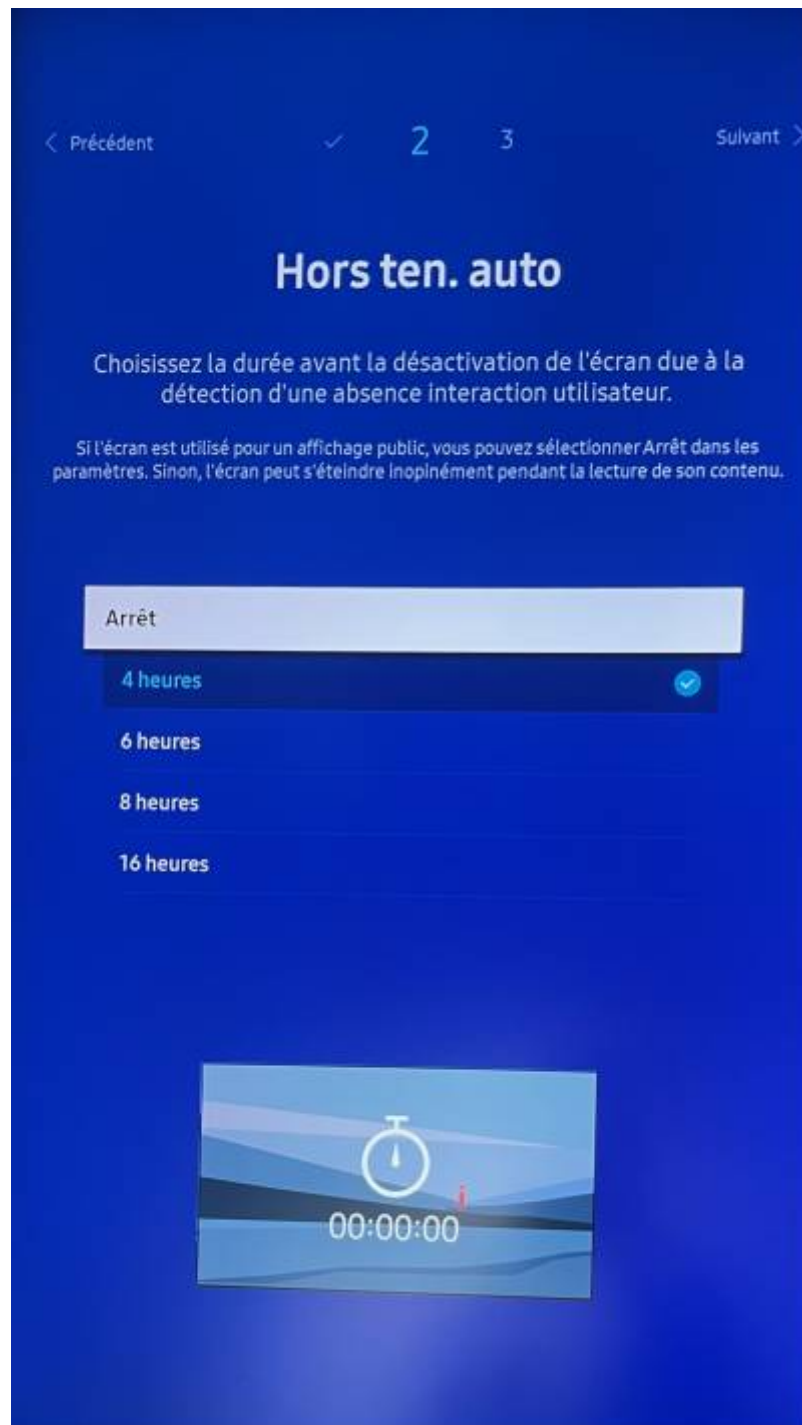 Précédent
2
3
Suivant
Hors ten. auto
Choisissez la durée avant la désactivation de l'écran due à la
détection d'une absence interaction utilisateur.
Si l'écran est utilisé pour un affichage public, vous pouvez sélectionner Arrêt dans les
paramètres. Sinon, l'écran peut s'éteindre inopinément pendant la lecture de son contenu.
Arrêt
4 heures
6 heures
8 heures
16 heures
i
00:00:00